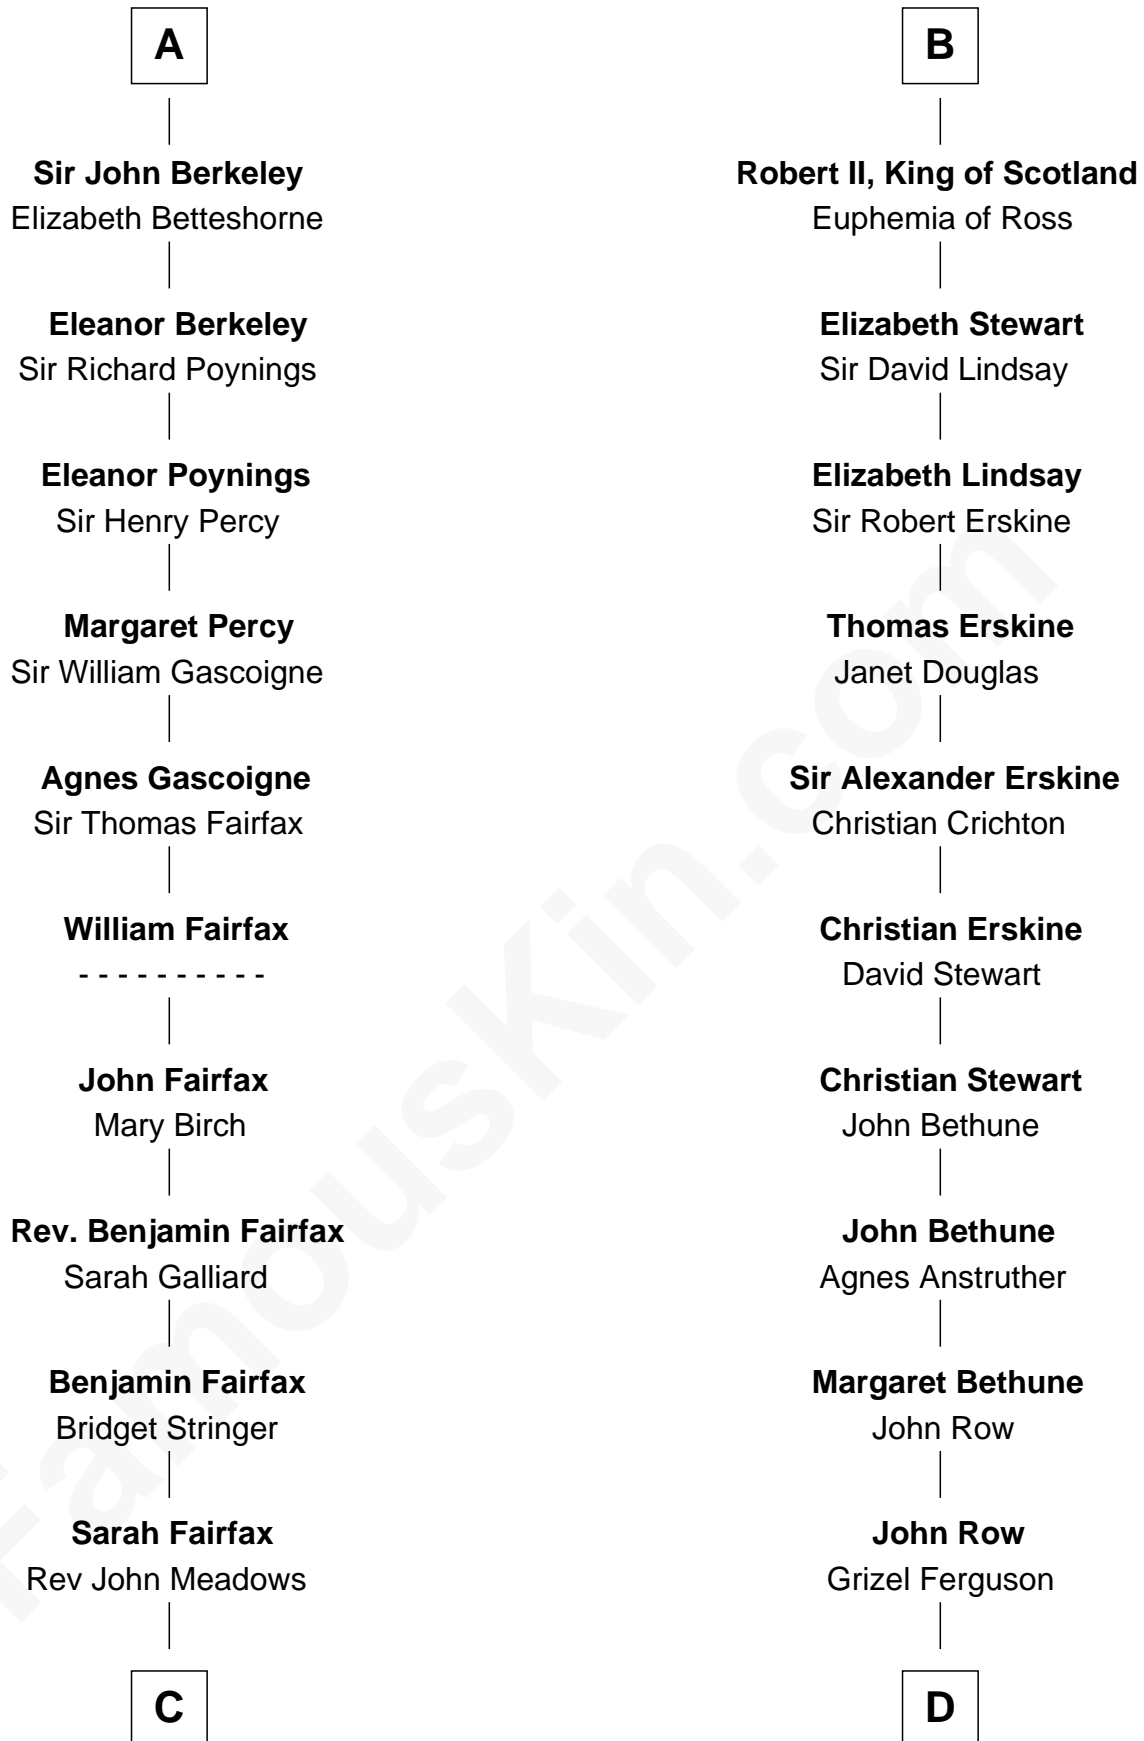 A
Sir John Berkeley
Elizabeth Betteshorne
Eleanor Berkeley
Sir Richard Poynings
Eleanor Poynings
Sir Henry Percy
Margaret Percy
Sir William Gascoigne
Agnes Gascoigne
Sir Thomas Fairfax
William Fairfax
- - - - - - - - - -
John Fairfax
Mary Birch
Rev. Benjamin Fairfax
Sarah Galliard
Benjamin Fairfax
Bridget Stringer
Sarah Fairfax
Rev John Meadows
C
B
Robert II, King of Scotland
Euphemia of Ross
Elizabeth Stewart
Sir David Lindsay
Elizabeth Lindsay
Sir Robert Erskine
Thomas Erskine
Janet Douglas
Sir Alexander Erskine
Christian Crichton
Christian Erskine
David Stewart
Christian Stewart
John Bethune
John Bethune
Agnes Anstruther
Margaret Bethune
John Row
John Row
Grizel Ferguson
D
FamousKin.com